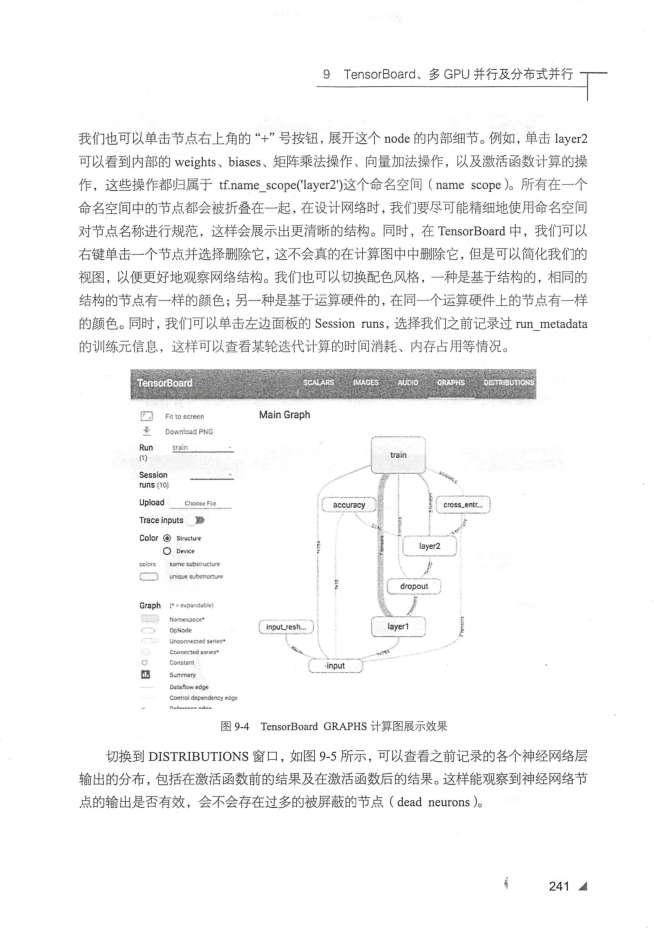 9 TensorBoard、多 GPU 并行及分布式并行
我们也可以单击节点右上角的“+”号按钮，展开这个 node 的内部细节。例如，单击 layer2
可以看到内部的 weights、biases、矩阵乘法操作、向量加法操作，以及激活函数计算的操
作，这些操作都归属于 tf.name_scope('layer2')这个命名空间（name scope）。所有在一个
命名空间中的节点都会被折叠在一起，在设计网络时，我们要尽可能精细地使用命名空间
对节点名称进行规范，这样会展示出更清晰的结构。同时，在 TensorBoard 中，我们可以
右键单击一个节点并选择删除它，这不会真的在计算图中中删除它，但是可以简化我们的
视图，以便更好地观察网络结构。我们也可以切换配色风格，一种是基于结构的，相同的
结构的节点有一样的颜色；另一种是基于运算硬件的，在同一个运算硬件上的节点有一样
的颜色。同时，我们可以单击左边面板的 Session runs，选择我们之前记录过 run_metadata
的训练元信息，这样可以查看某轮迭代计算的时间消耗、内存占用等情况。
TensorBoard SCALARS IMAGES AUDIO GRAPHS DISTRIBUTIONS
Fit to screen
Download PNG
Run train
(1)
Session
runs (10)
Upload Choose File
Trace inputs
Color Structure
Device
colors same substructure
unique substructure
Graph (* = expandable)
Namespace*
OpNode
Unconnected series*
Connected series*
Constant
Summary
Dataflow edge
Control dependency edge
Main Graph
train
accuracy
cross_entr...
layer2
dropout
input_resh...
layer1
input
图 9-4 TensorBoard GRAPHS 计算图展示效果
切换到 DISTRIBUTIONS 窗口，如图 9-5 所示，可以查看之前记录的各个神经网络层
输出的分布，包括在激活函数前的结果及在激活函数后的结果。这样能观察到神经网络节
点的输出是否有效，会不会存在过多的被屏蔽的节点（dead neurons）。
241